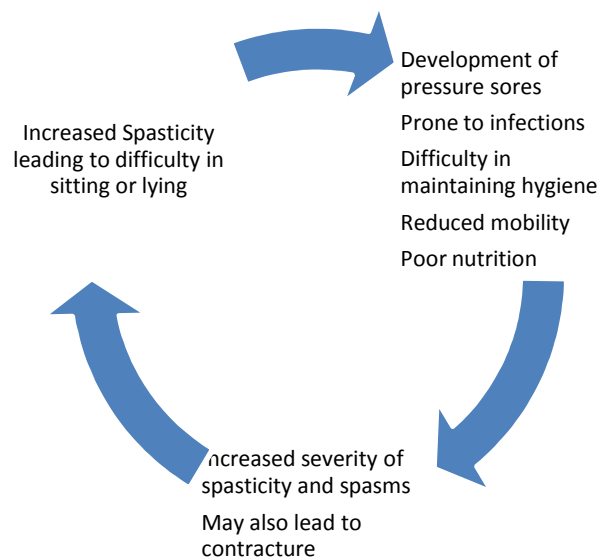 Increased Spasticity
leading to difficulty in
sitting or lying
Development of
pressure sores
Prone to infections
Difficulty in
maintaining hygiene
Reduced mobility
Poor nutrition
ncreased severity of
spasticity and spasms
May also lead to
contracture